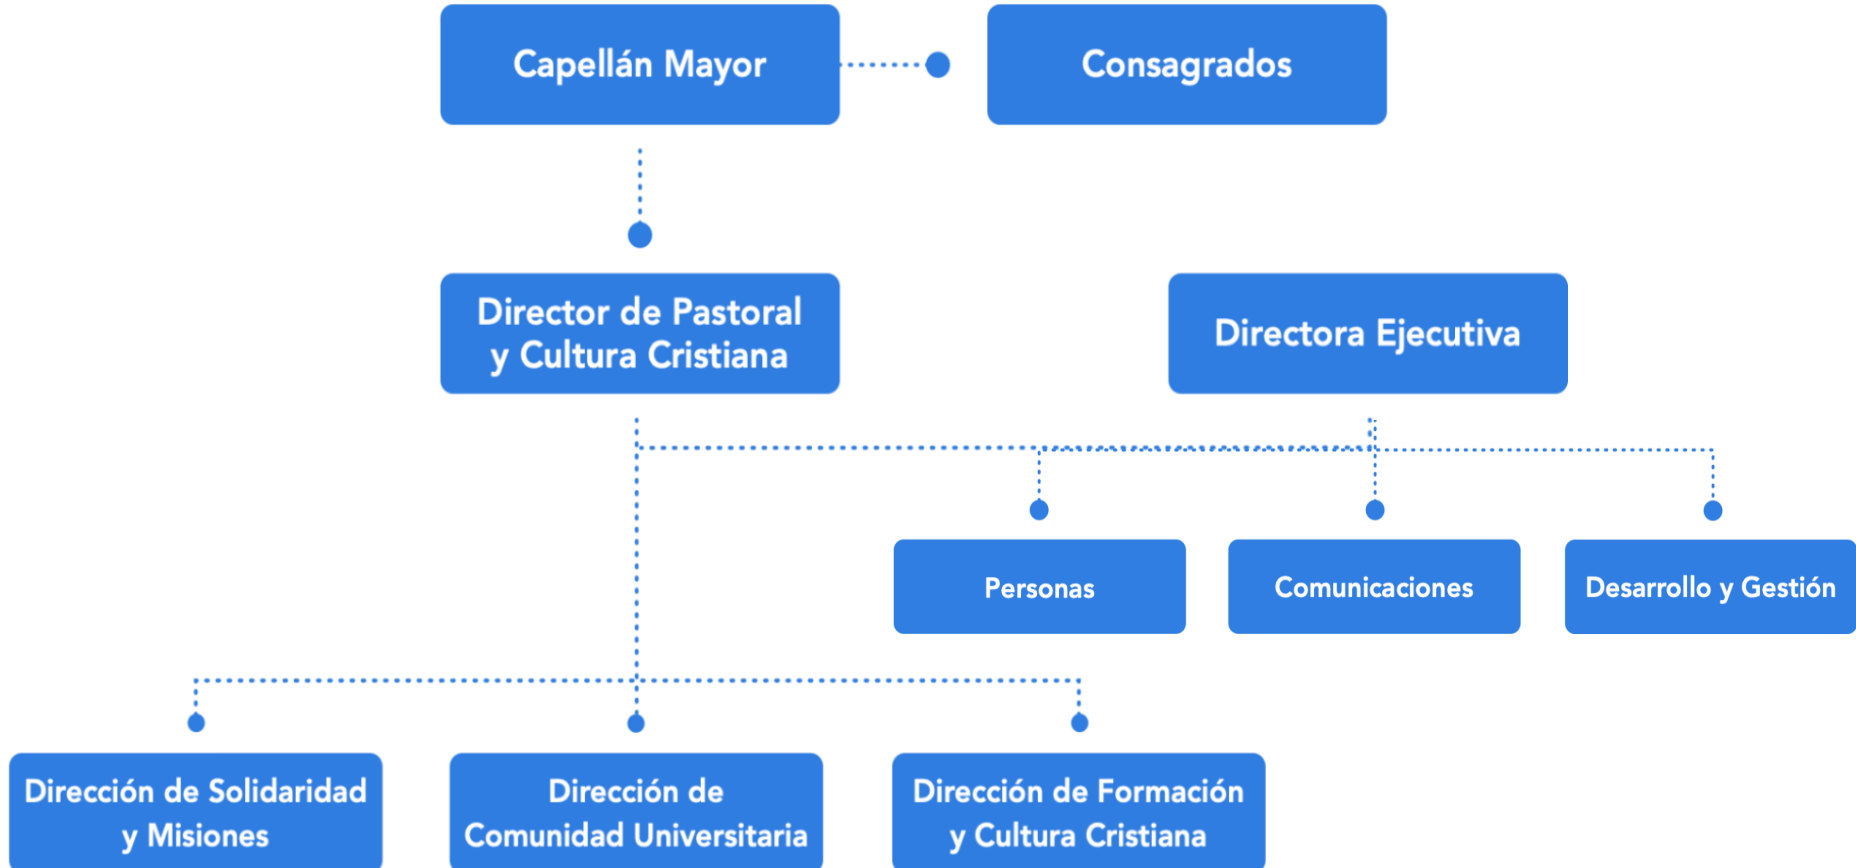 Capellán Mayor
Consagrados
Director de Pastoral
y Cultura Cristiana
Directora Ejecutiva
Personas
Comunicaciones
Desarrollo y Gestión
Dirección de Solidaridad
y Misiones
Dirección de
Comunidad Universitaria
Dirección de Formación
y Cultura Cristiana